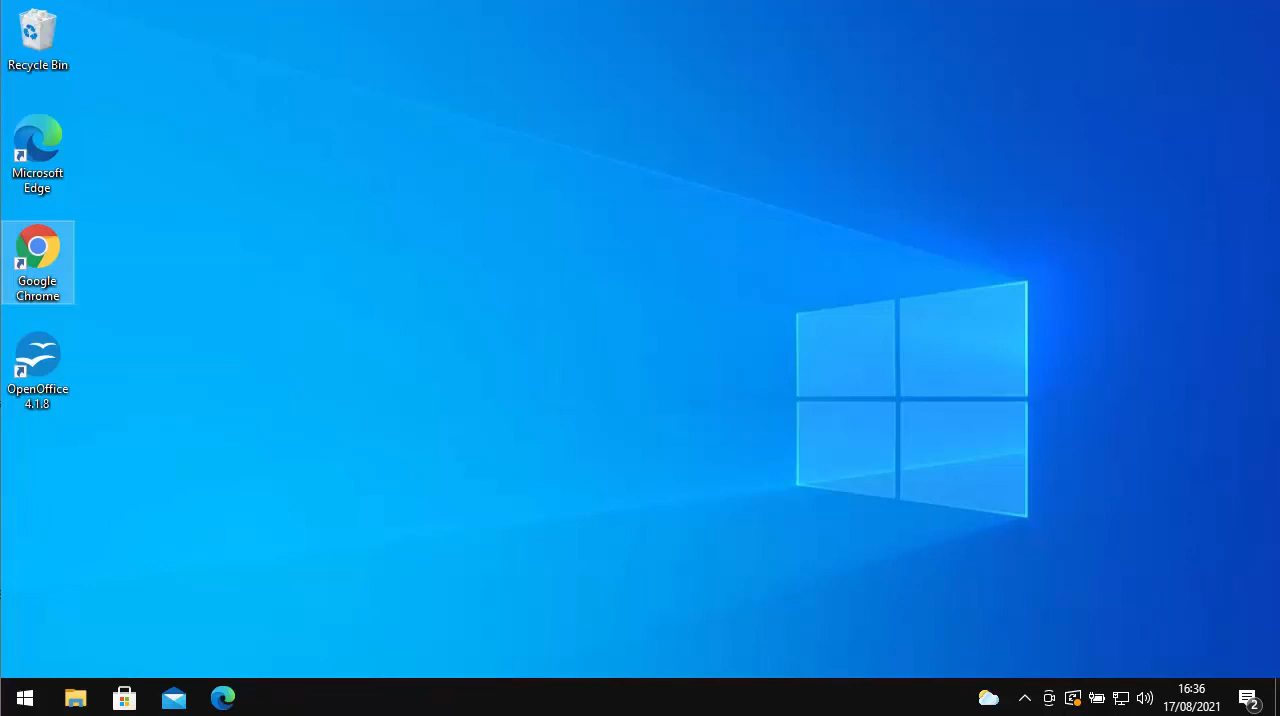 Recycle Bin
Microsoft
Edge
Google
Chrome
OpenOffice
4.1.8
16:36
17/08/2021
2